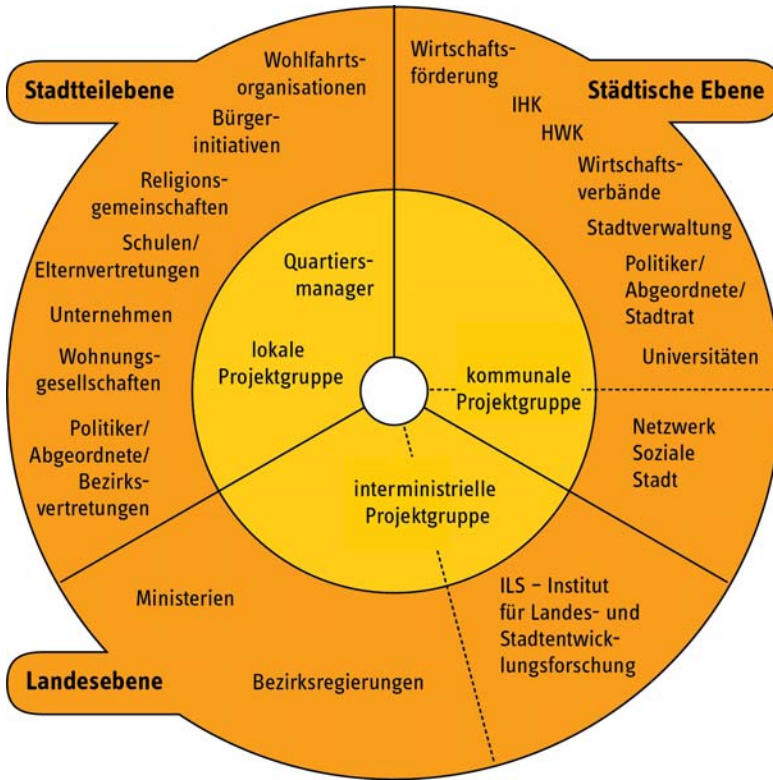 Stadtteilebene
Wohlfahrts-
organisationen
Bürger-
initiativen
Religions-
gemeinschaften
Schulen/
Elternvertretungen
Unternehmen
Wohnungs-
gesellschaften
Politiker/
Abgeordnete/
Bezirks-
vertretungen
Quartiers-
manager
lokale
Projektgruppe
Städtische Ebene
Wirtschafts-
förderung
IHK
HWK
Wirtschafts-
verbände
Stadtverwaltung
Politiker/
Abgeordnete/
Stadtrat
Universitäten
kommunale
Projektgruppe
Netzwerk
Soziale
Stadt
interministrielle
Projektgruppe
Landesebene
Ministerien
Bezirksregierungen
ILS – Institut
für Landes- und
Stadtentwick-
lungsforschung